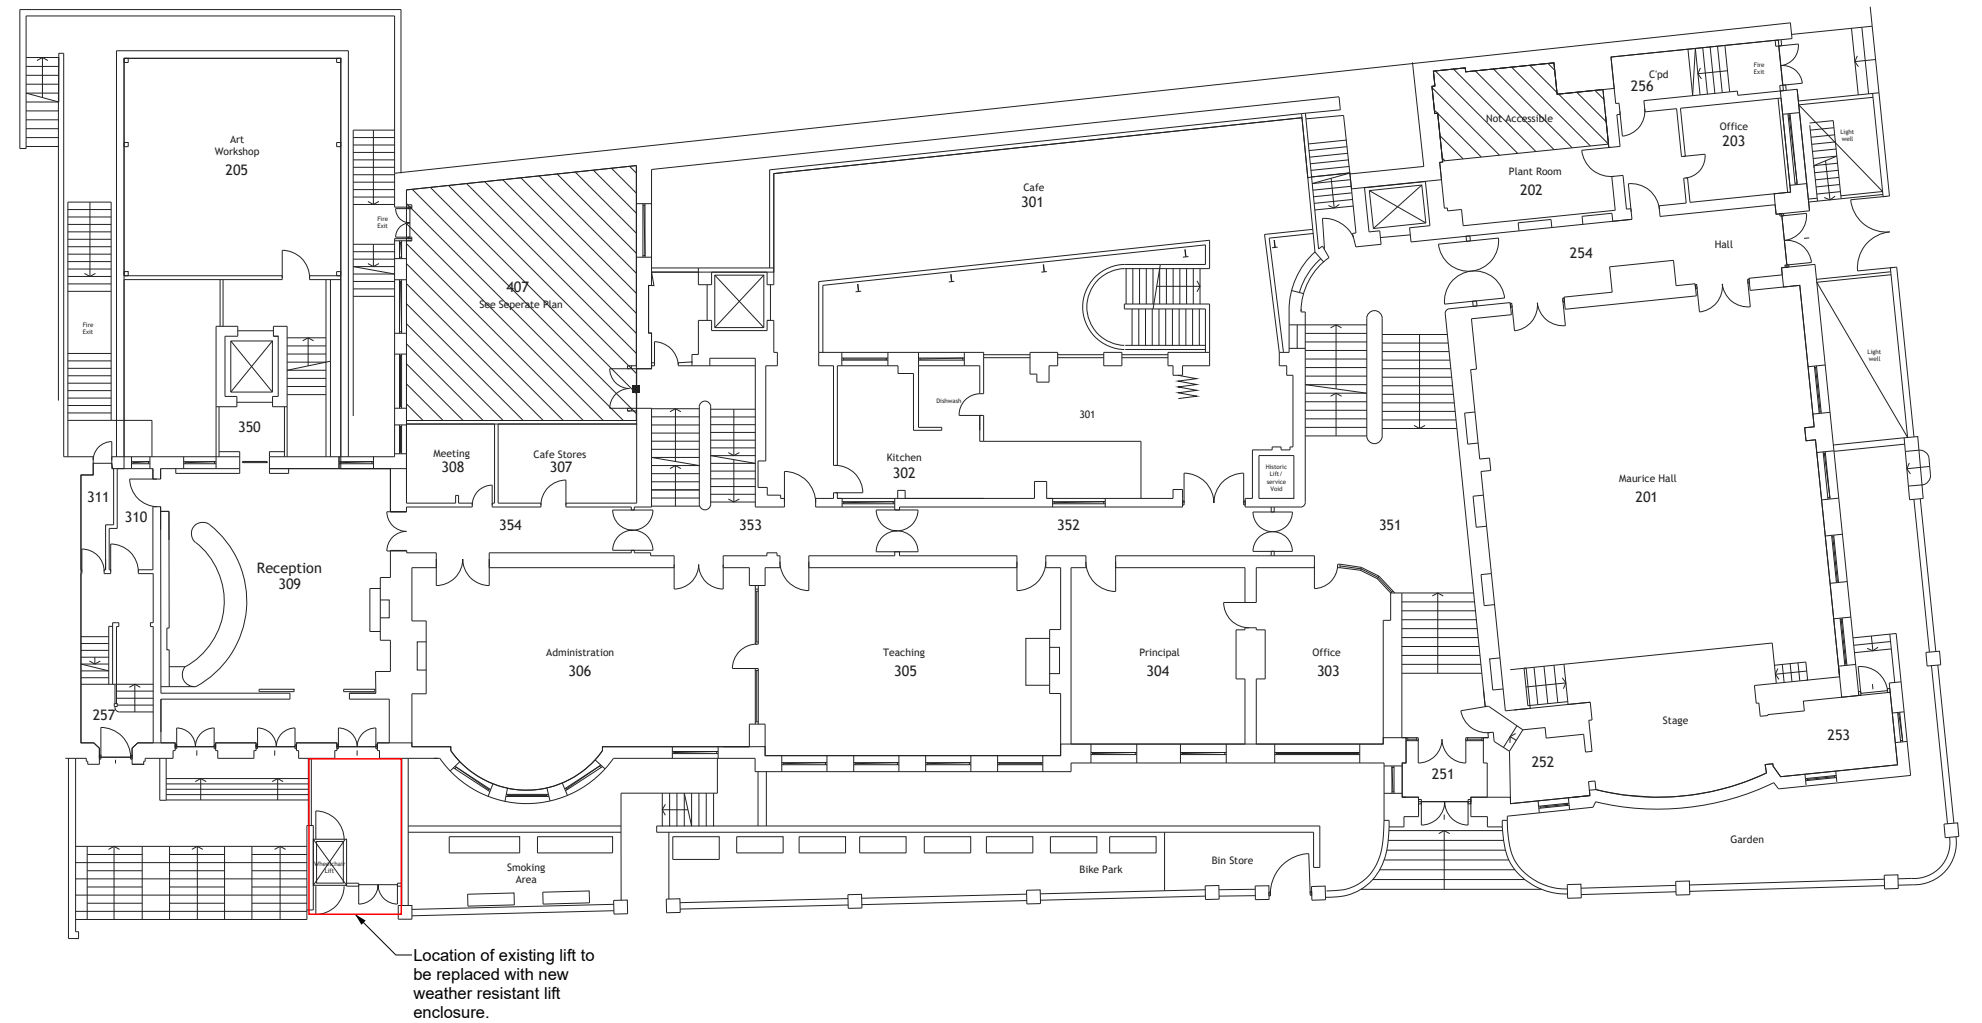 Art
Workshop
205
Fire
Exit
Fire
Exit
350
407
See Seperate Plan
Meeting
308
Cafe Stores
307
Cafe
301
Dishwash
301
Kitchen
302
Historic
Lift/
service
Void
Not Accessible
Plant Room
202
C'pd
256
Fire
Exit
Office
203
Light
well
254
Hall
Light
well
311
310
Reception
309
257
354
353
352
351
Administration
306
Teaching
305
Principal
304
Office
303
Maurice Hall
201
Stage
253
252
251
Garden
Wheelchair
Lift
Smoking
Area
Bike Park
Bin Store
Location of existing lift to
be replaced with new
weather resistant lift
enclosure.